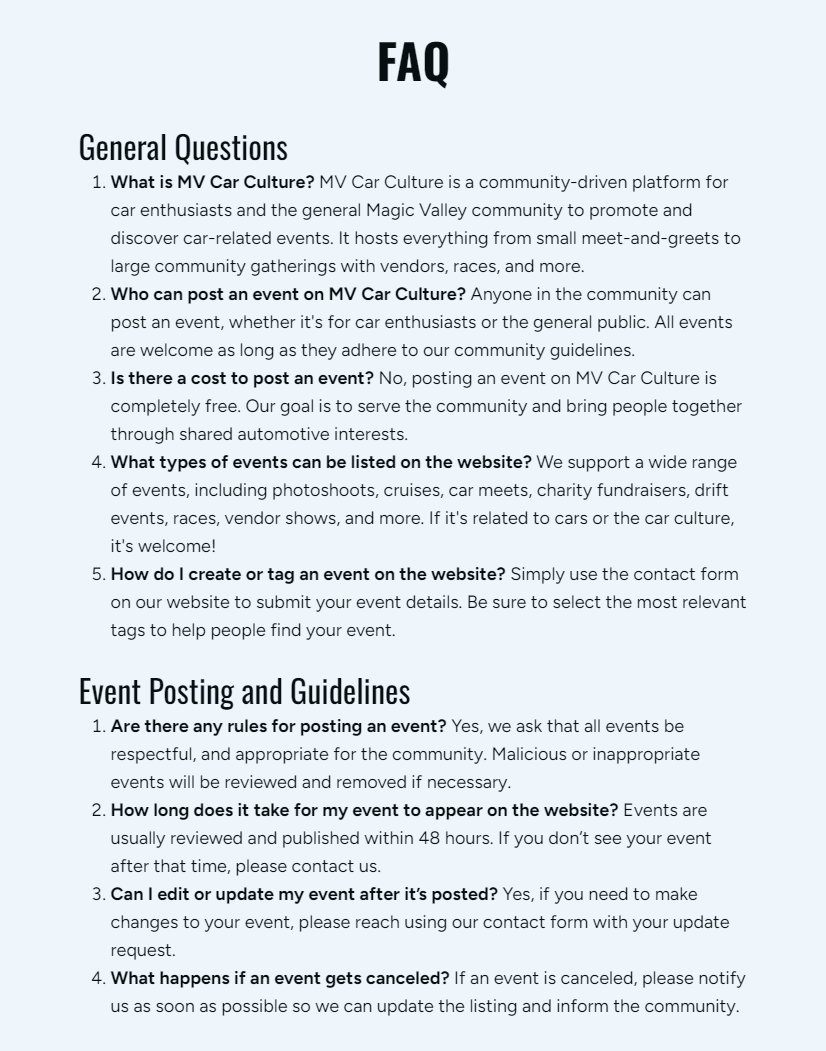 FAQ
General Questions
1. What is MV Car Culture? MV Car Culture is a community-driven platform for
car enthusiasts and the general Magic Valley community to promote and
discover car-related events. It hosts everything from small meet-and-greets to
large community gatherings with vendors, races, and more.
2. Who can post an event on MV Car Culture? Anyone in the community can
post an event, whether it's for car enthusiasts or the general public. All events
are welcome as long as they adhere to our community guidelines.
3. Is there a cost to post an event? No, posting an event on MV Car Culture is
completely free. Our goal is to serve the community and bring people together
through shared automotive interests.
4. What types of events can be listed on the website? We support a wide range
of events, including photoshoots, cruises, car meets, charity fundraisers, drift
events, races, vendor shows, and more. If it's related to cars or the car culture,
it's welcome!
5. How do I create or tag an event on the website? Simply use the contact form
on our website to submit your event details. Be sure to select the most relevant
tags to help people find your event.
Event Posting and Guidelines
1. Are there any rules for posting an event? Yes, we ask that all events be
respectful, and appropriate for the community. Malicious or inappropriate
events will be reviewed and removed if necessary.
2. How long does it take for my event to appear on the website? Events are
usually reviewed and published within 48 hours. If you don’t see your event
after that time, please contact us.
3. Can I edit or update my event after it’s posted? Yes, if you need to make
changes to your event, please reach using our contact form with your update
request.
4. What happens if an event gets canceled? If an event is canceled, please notify
us as soon as possible so we can update the listing and inform the community.